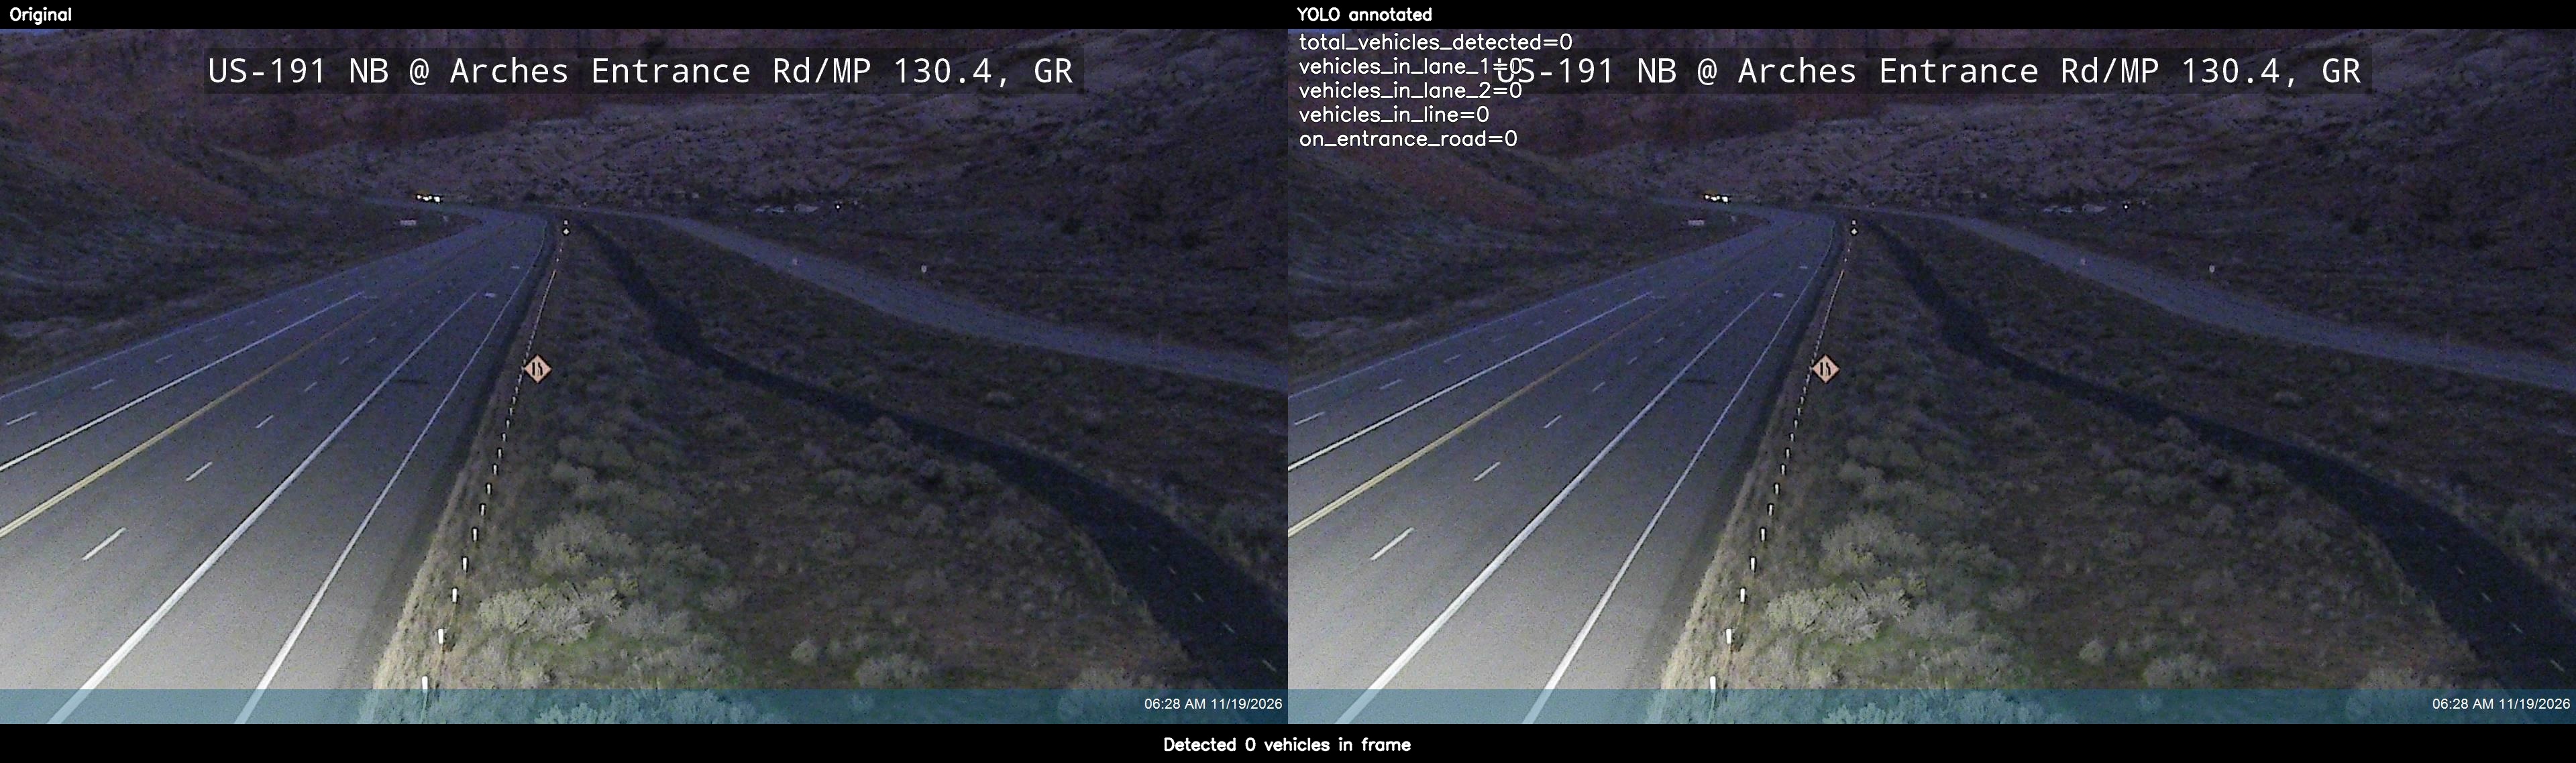 Original
US-191 NB @ Arches Entrance Rd/MP 130.4, GR
06:28 AM 11/19/2026
YOLO annotated
total_vehicles_detected=0
vehicles_in_lane_1=0
US-191 NB @ Arches Entrance Rd/MP 130.4, GR
vehicles_in_lane_2=0
vehicles_in_line=0
on_entrance_road=0
06:28 AM 11/19/2026
Detected 0 vehicles in frame